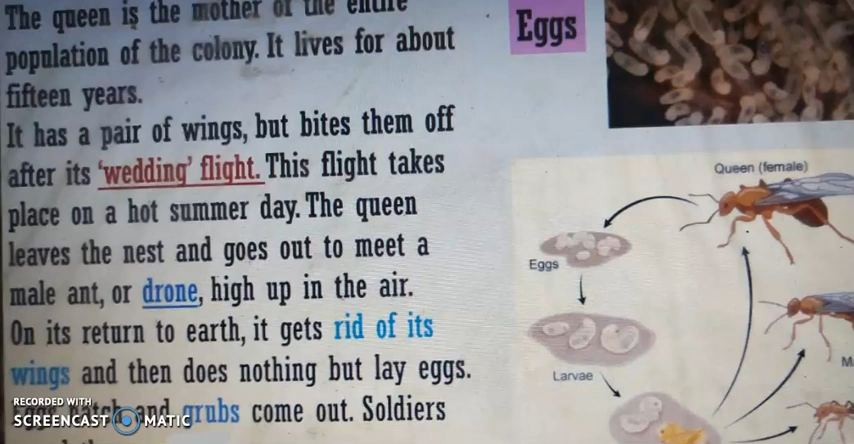 The queen is the mother of the entire
population of the colony. It lives for about
fifteen years.
It has a pair of wings, but bites them off
after its ‘wedding’ flight. This flight takes
place on a hot summer day. The queen
leaves the nest and goes out to meet a
male ant, or drone, high up in the air.
On its return to earth, it gets rid of its
wings and then does nothing but lay eggs.
hatch and grubs come out. Soldiers
RECORDED WITH
SCREENCAST MATIC
Eggs
Queen (female)
Eggs
Larvae